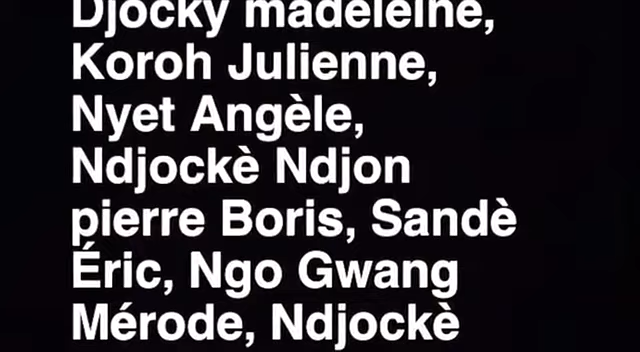 Djocky madeleine,
Koroh Julienne,
Nyet Angèle,
Ndjockè Ndjon
pierre Boris, Sandè
Éric, Ngo Gwang
Mérode, Ndjockè